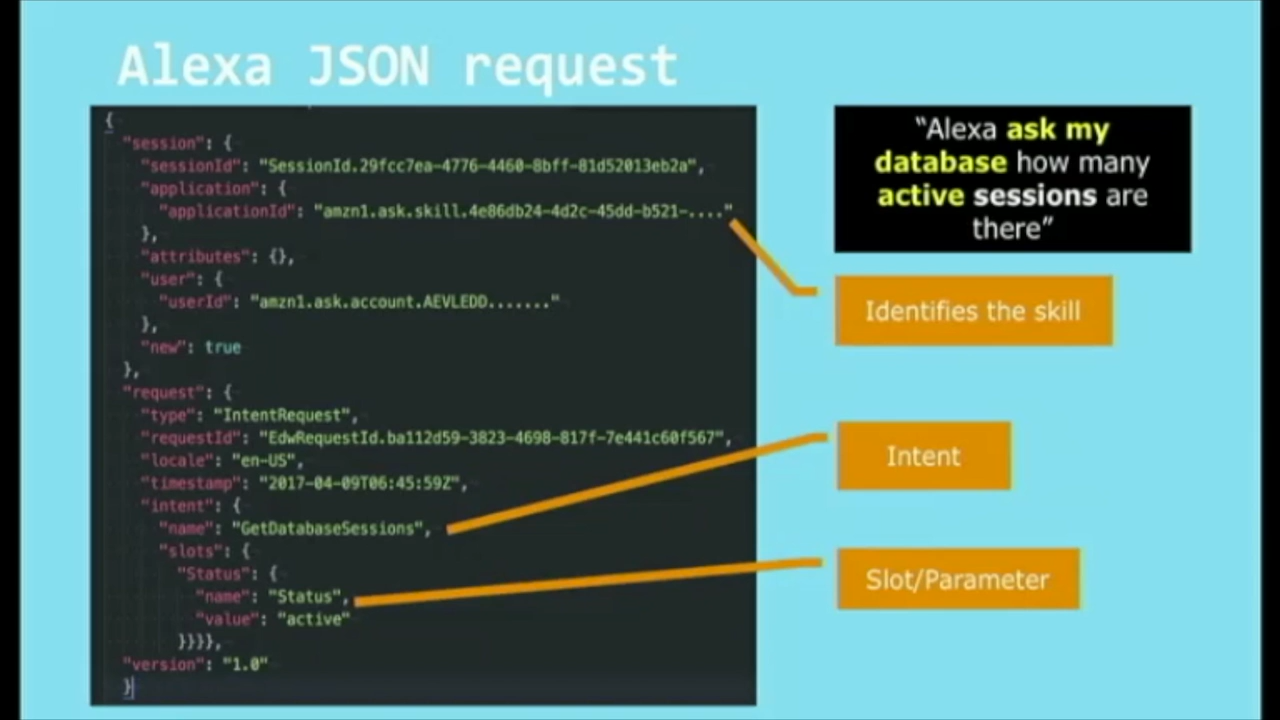 Alexa JSON request
{
"session": {
"sessionId": "SessionId.29fcc7ea-4776-4460-8bff-81d52013eb2a",
"application": {
"applicationId": "amzn1.ask.skill.4e86db24-4d2c-45dd-b521-...."
},
"attributes": {},
"user": {
"userId": "amzn1.ask.account.AEVLEDD......."
},
"new": true
},
"request": {
"type": "IntentRequest",
"requestId": "EdwRequestId.ba112d59-3823-4698-817f-7e441c60f567",
"locale": "en-US",
"timestamp": "2017-04-09T06:45:59Z",
"intent": {
"name": "GetDatabaseSessions",
"slots": {
"Status": {
"name": "Status",
"value": "active"
}}}},
"version": "1.0"
}
“Alexa ask my
database how many
active sessions are
there”
Identifies the skill
Intent
Slot/Parameter